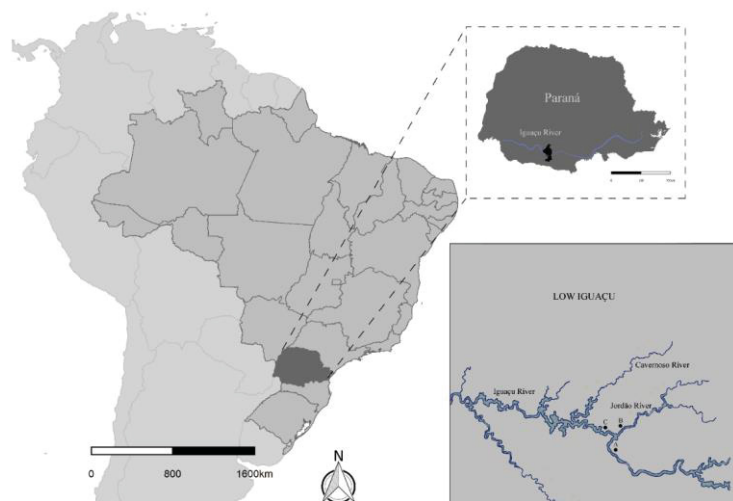 Paraná
Iguaçu River
LOW IGUAÇU
Cavernoso River
Iguaçu River
Jordão River
C
B
A
0
800
1600km
N